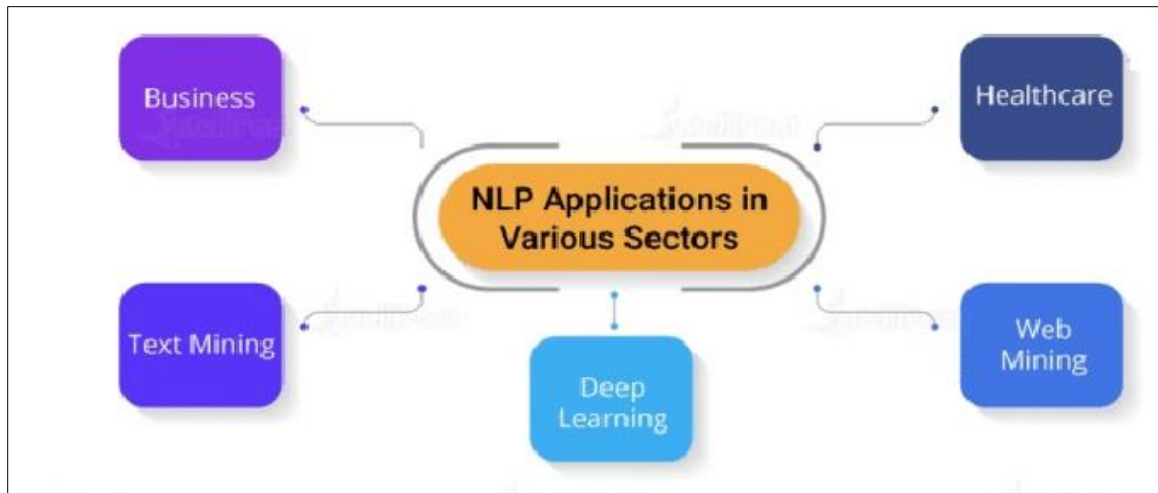 Business
Healthcare
NLP Applications in
Various Sectors
Text Mining
Deep
Learning
Web
Mining